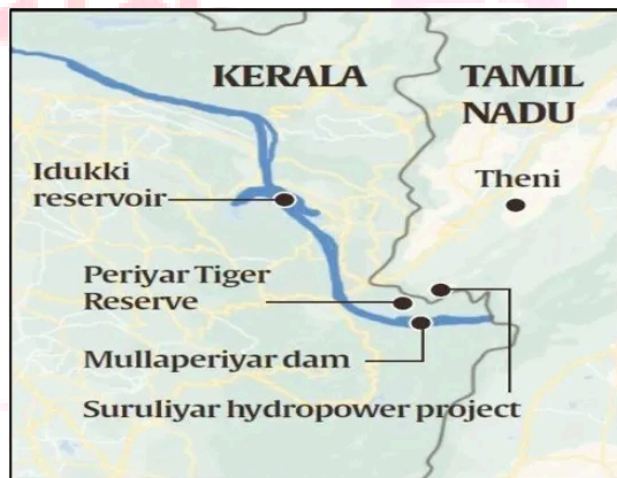 KERALA
TAMIL
NADU
Idukki
reservoir
Theni
Periyar Tiger
Reserve
Mullaperiyar dam
Suruliyar hydropower project